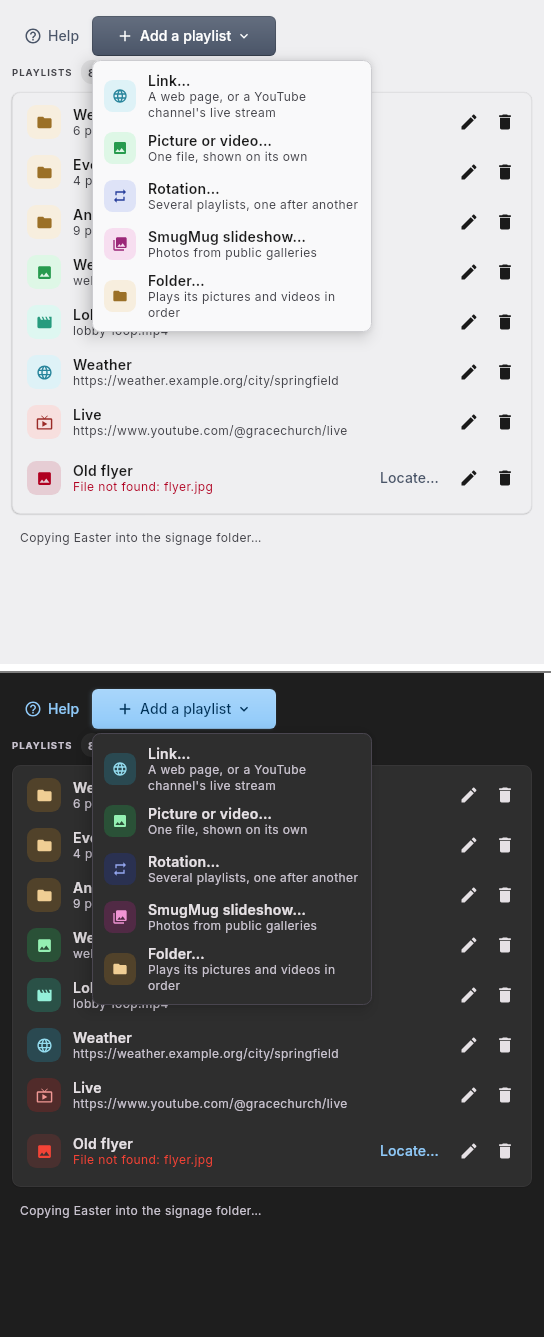 Help
Add a playlist
PLAYLISTS
Link...
A web page, or a YouTube
channel's live stream
Picture or video...
One file, shown on its own
Rotation...
Several playlists, one after another
SmugMug slideshow...
Photos from public galleries
Folder...
Plays its pictures and videos in
order
Weather
https://weather.example.org/city/springfield
Live
https://www.youtube.com/@gracechurch/live
Old flyer
File not found: flyer.jpg
Locate...
Copying Easter into the signage folder...
Help
Add a playlist
PLAYLISTS
Link...
A web page, or a YouTube
channel's live stream
Picture or video...
One file, shown on its own
Rotation...
Several playlists, one after another
SmugMug slideshow...
Photos from public galleries
Folder...
Plays its pictures and videos in
order
Weather
https://weather.example.org/city/springfield
Live
https://www.youtube.com/@gracechurch/live
Old flyer
File not found: flyer.jpg
Locate...
Copying Easter into the signage folder...